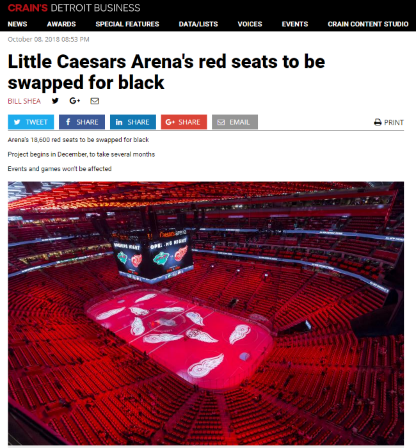 CRAIN'S DETROIT BUSINESS
NEWS AWARDS SPECIAL FEATURES DATA/LISTS VOICES EVENTS CRAIN CONTENT STUDIO
October 08, 2018 08:53 PM
Little Caesars Arena's red seats to be
swapped for black
BILL SHEA
TWEET SHARE SHARE SHARE EMAIL PRINT
Arena's 18,600 red seats to be swapped for black
Project begins in December, to take several months
Events and games won't be affected